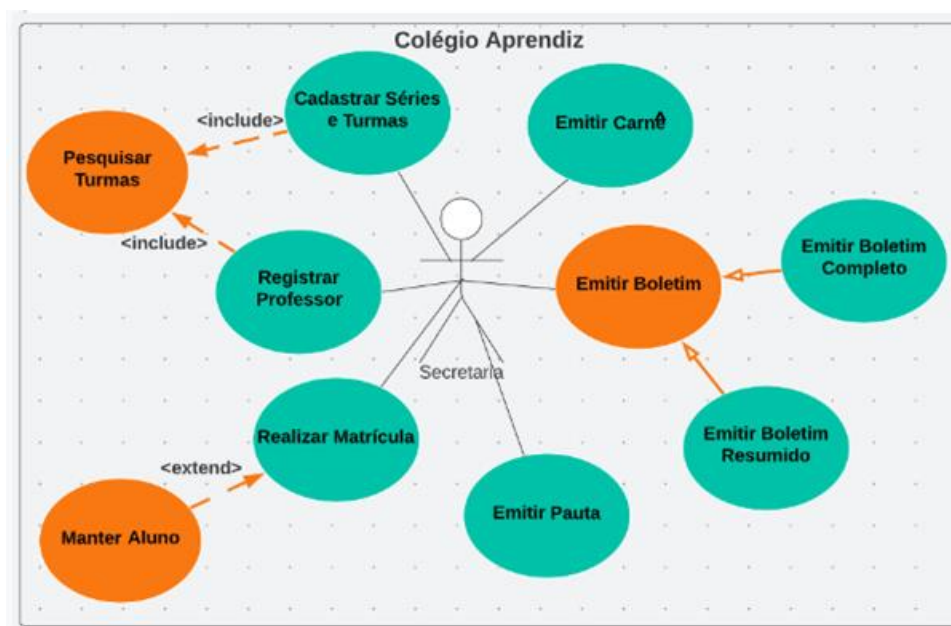 Colégio Aprendiz
Cadastrar Séries
e Turmas
<include>
Emitir Carnê
Pesquisar
Turmas
<include>
Registrar
Professor
Emitir Boletim
Emitir Boletim
Completo
Secretaria
Realizar Matrícula
Emitir Boletim
Resumido
<extend>
Emitir Pauta
Manter Aluno